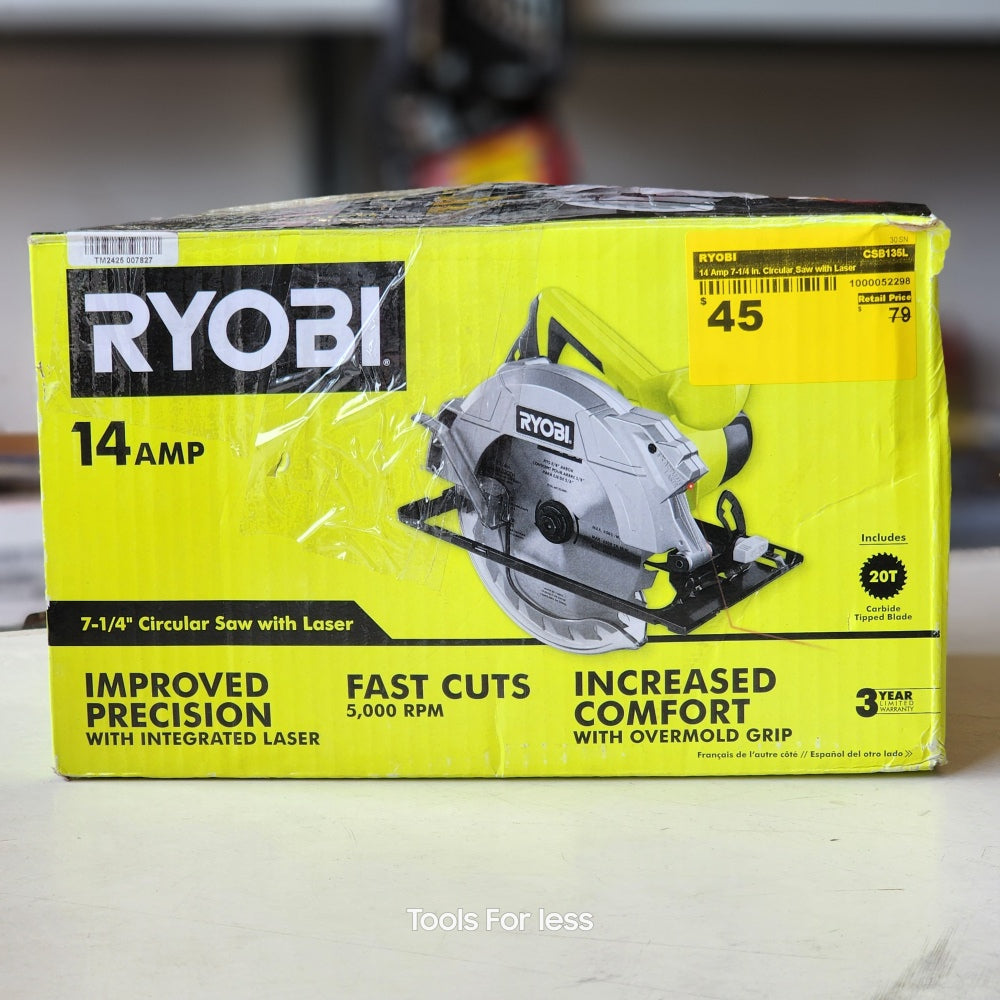 TM2425 007827
RYOBI
30SN
RYOBI CSB135L
14 Amp 7-1/4 in. Circular Saw with Laser
1000052298
$45
Retail Price
$ 79
14 AMP
RYOBI
Includes
20T
Carbide
Tipped Blade
7-1/4" Circular Saw with Laser
IMPROVED
PRECISION
WITH INTEGRATED LASER
FAST CUTS
5,000 RPM
INCREASED
COMFORT
WITH OVERMOLD GRIP
3 YEAR
LIMITED
WARRANTY
Français de l'autre côté // Español del otro lado »
Tools For less